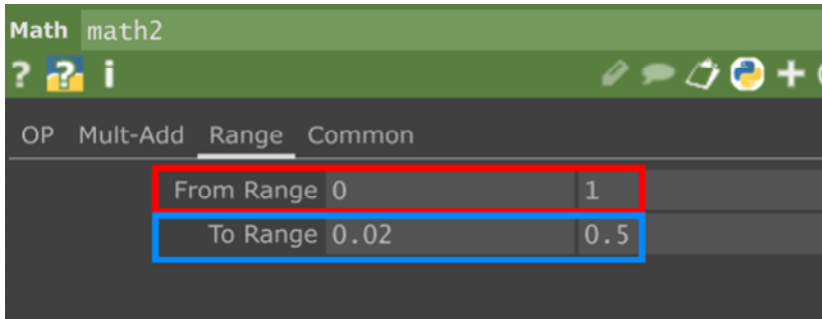 Math math2
? ? i
OP Mult-Add Range Common
From Range 0 1
To Range 0.02 0.5